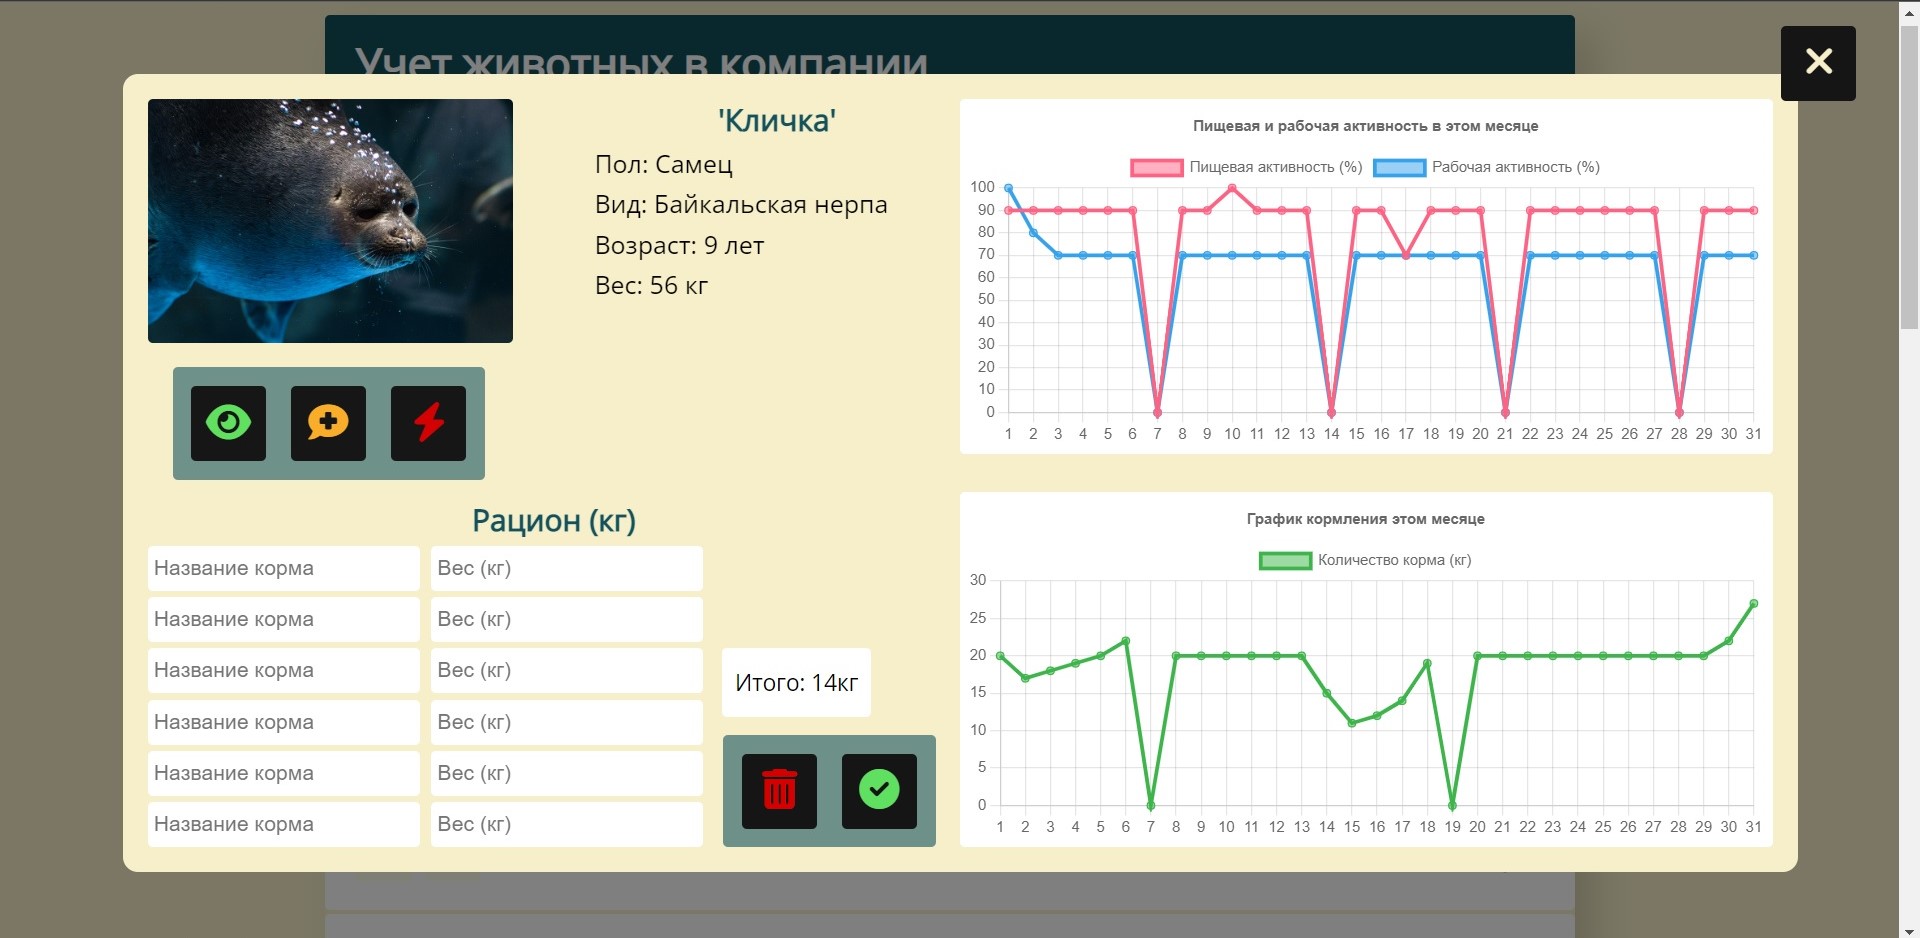 Учет животных в компании
'Кличка'
Пол: Самец
Вид: Байкальская нерпа
Возраст: 9 лет
Вес: 56 кг
Рацион (кг)
Название корма Вес (кг)
Название корма Вес (кг)
Название корма Вес (кг)
Название корма Вес (кг)
Название корма Вес (кг)
Название корма Вес (кг)
Итого: 14кг
Пищевая и рабочая активность в этом месяце
Пищевая активность (%) Рабочая активность (%)
100
90
80
70
60
50
40
30
20
10
0
1 2 3 4 5 6 7 8 9 10 11 12 13 14 15 16 17 18 19 20 21 22 23 24 25 26 27 28 29 30 31
График кормления этом месяце
Количество корма (кг)
30
25
20
15
10
5
0
1 2 3 4 5 6 7 8 9 10 11 12 13 14 15 16 17 18 19 20 21 22 23 24 25 26 27 28 29 30 31